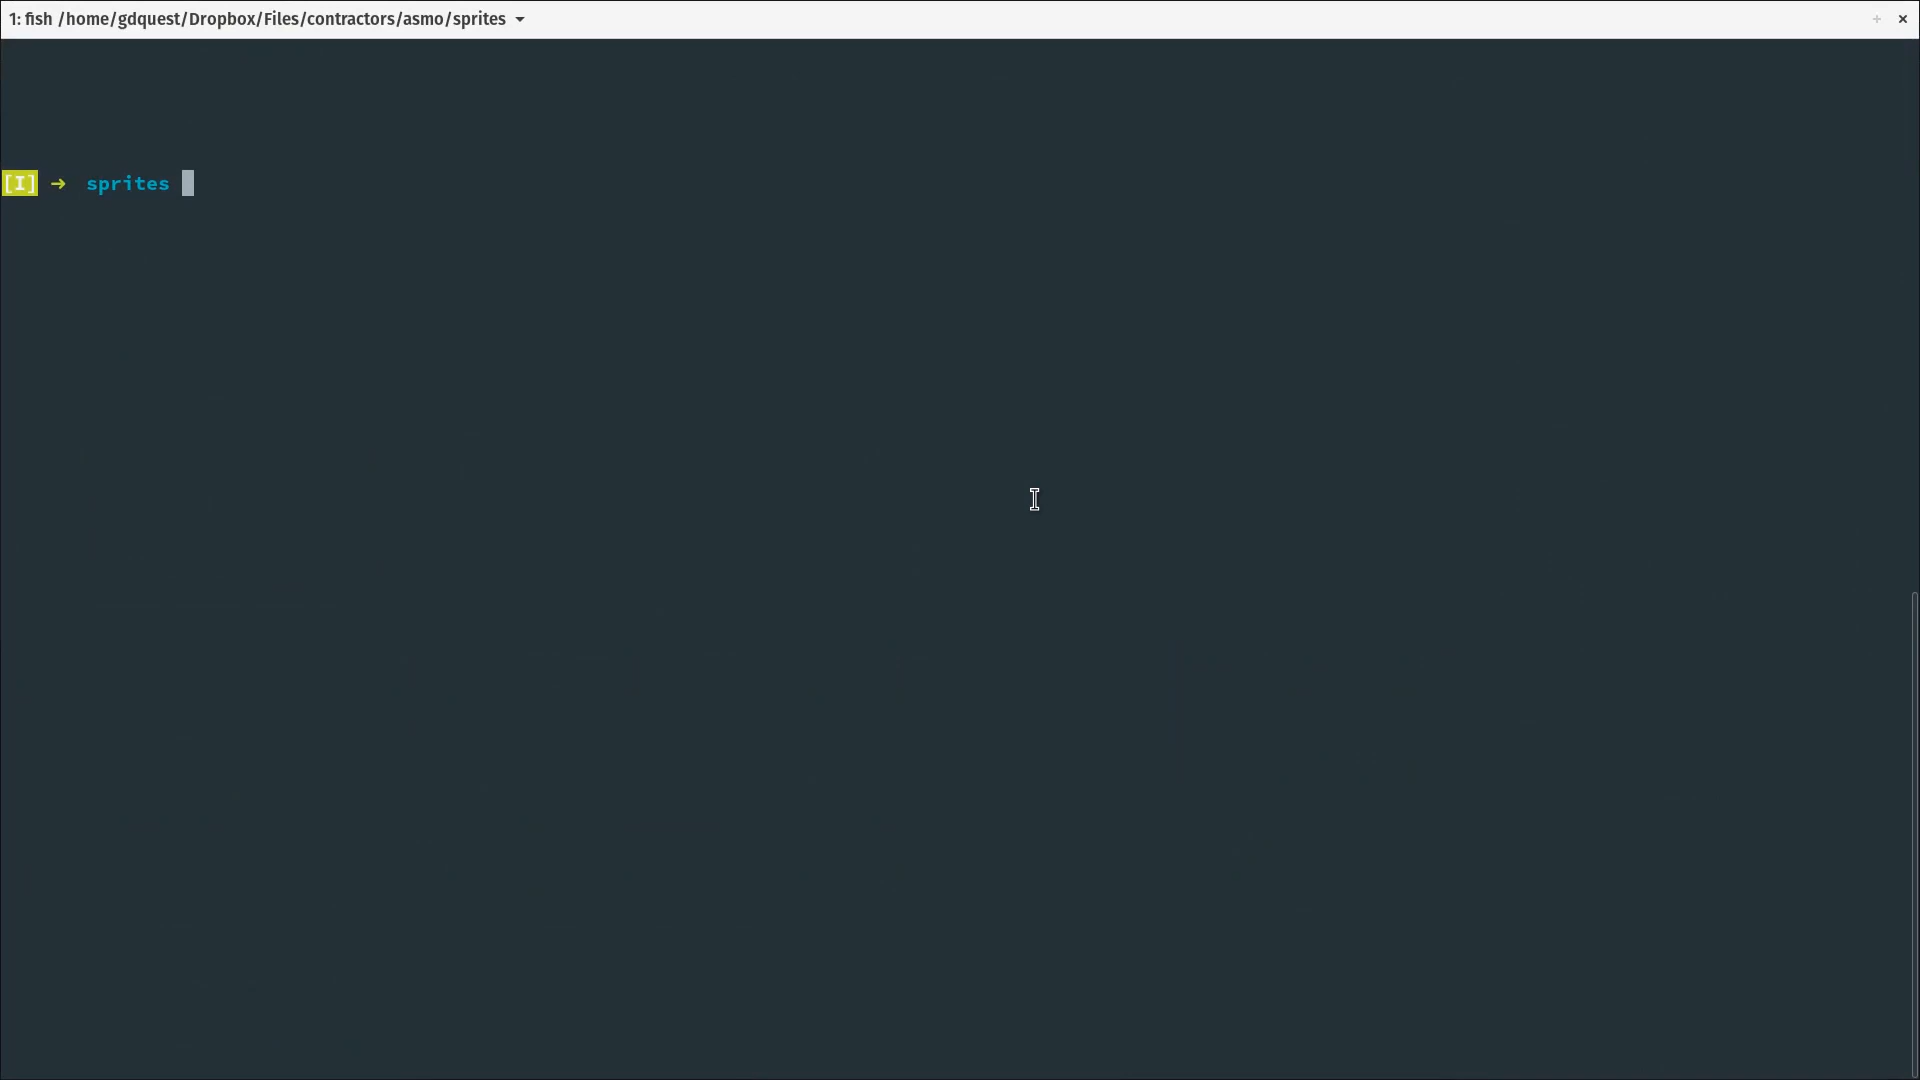 1: fish /home/gdquest/Dropbox/Files/contractors/asmo/sprites
[I] ➜ sprites